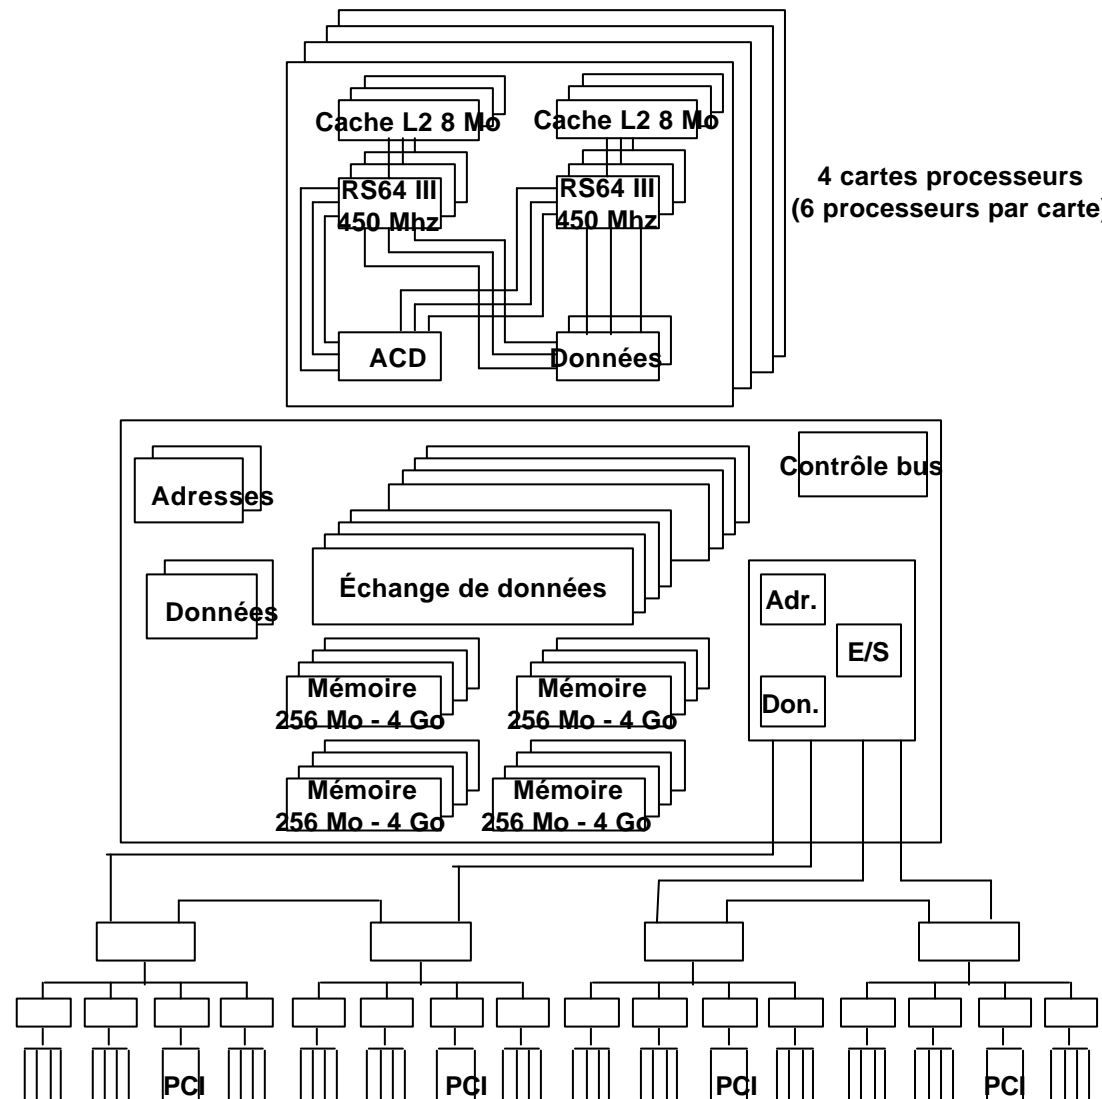 Cache L2 8 Mo
Cache L2 8 Mo
RS64 III
450 Mhz
RS64 III
450 Mhz
4 cartes processeurs
(6 processeurs par carte)
ACD
Données
Contrôle bus
Adresses
Échange de données
Données
Adr.
E/S
Don.
Mémoire
256 Mo - 4 Go
Mémoire
256 Mo - 4 Go
Mémoire
256 Mo - 4 Go
Mémoire
256 Mo - 4 Go
PCI
PCI
PCI
PCI